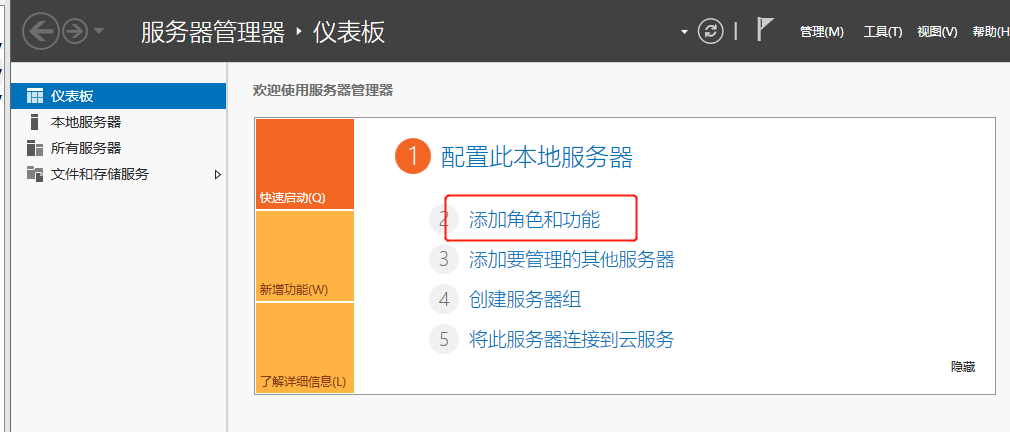 服务器管理器 仪表板
管理(M) 工具(T) 视图(V) 帮助(H
仪表板
本地服务器
所有服务器
文件和存储服务
欢迎使用服务器管理器
快速启动(Q)
新增功能(W)
了解详细信息(L)
1 配置此本地服务器
2 添加角色和功能
3 添加要管理的其他服务器
4 创建服务器组
5 将此服务器连接到云服务
隐藏